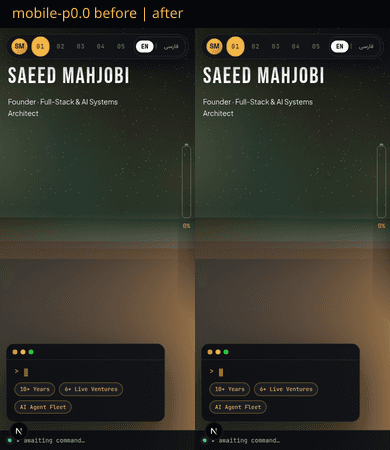 mobile-p0.0 before | after
SM 01 02 03 04 05 EN فارسی
SAEED MAHJOBI
Founder · Full-Stack & AI Systems
Architect
0%
>
10+ Years 6+ Live Ventures
AI Agent Fleet
N
▸ awaiting command…
SM 01 02 03 04 05 EN فارسی
SAEED MAHJOBI
Founder · Full-Stack & AI Systems
Architect
0%
>
10+ Years 6+ Live Ventures
AI Agent Fleet
N
▸ awaiting command…